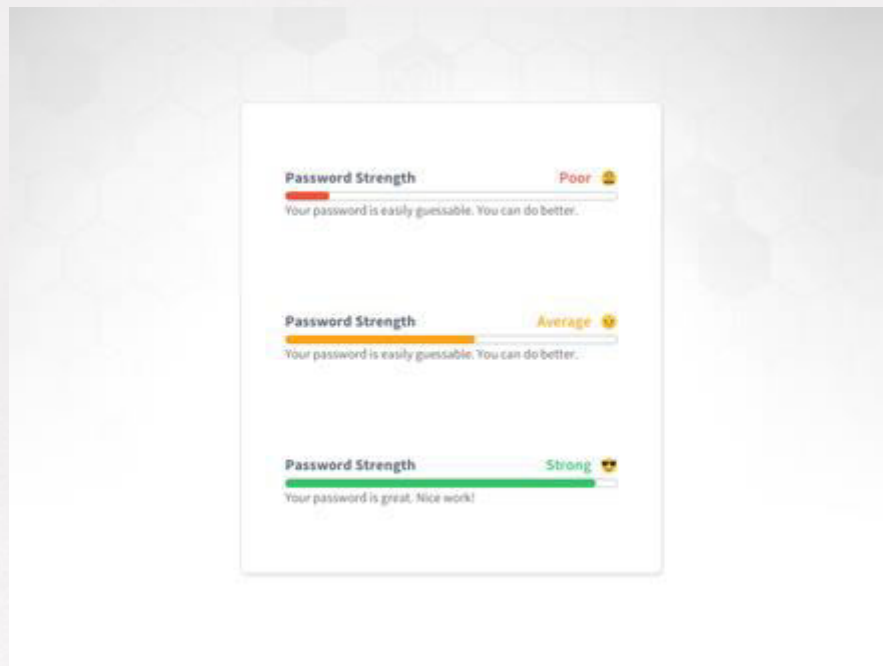 Password Strength Poor
Your password is easily guessable. You can do better.
Password Strength Average
Your password is easily guessable. You can do better.
Password Strength Strong
Your password is great. Nice work!